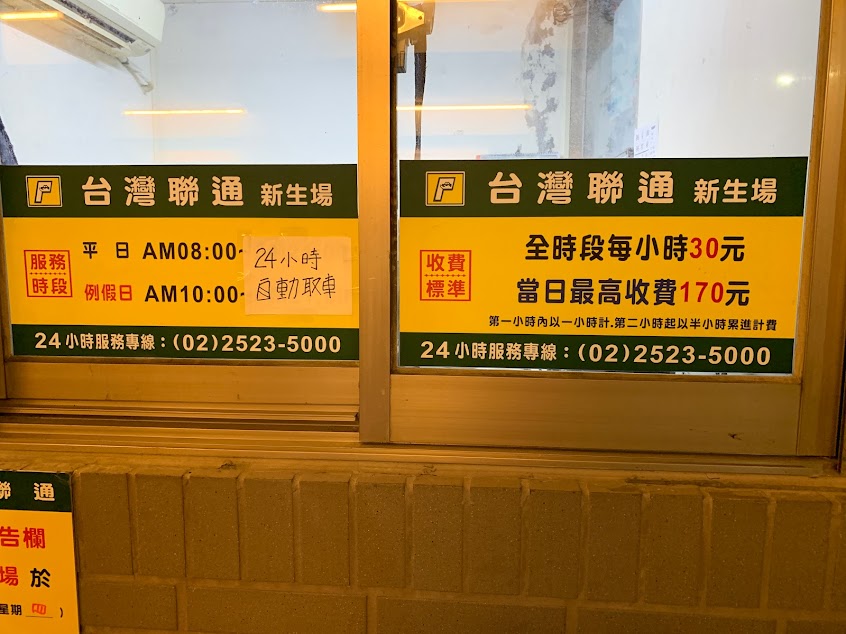 台灣聯通 新生場
服務
時段
平日 AM08:00-
例假日 AM10:00-
24小時
自動取車
24小時服務專線：(02)2523-5000
台灣聯通 新生場
收費
標準
全時段每小時30元
當日最高收費170元
第一小時內以一小時計.第二小時起以半小時累進計費
24小時服務專線：(02)2523-5000
聯通
告欄
場於
星期 四 )